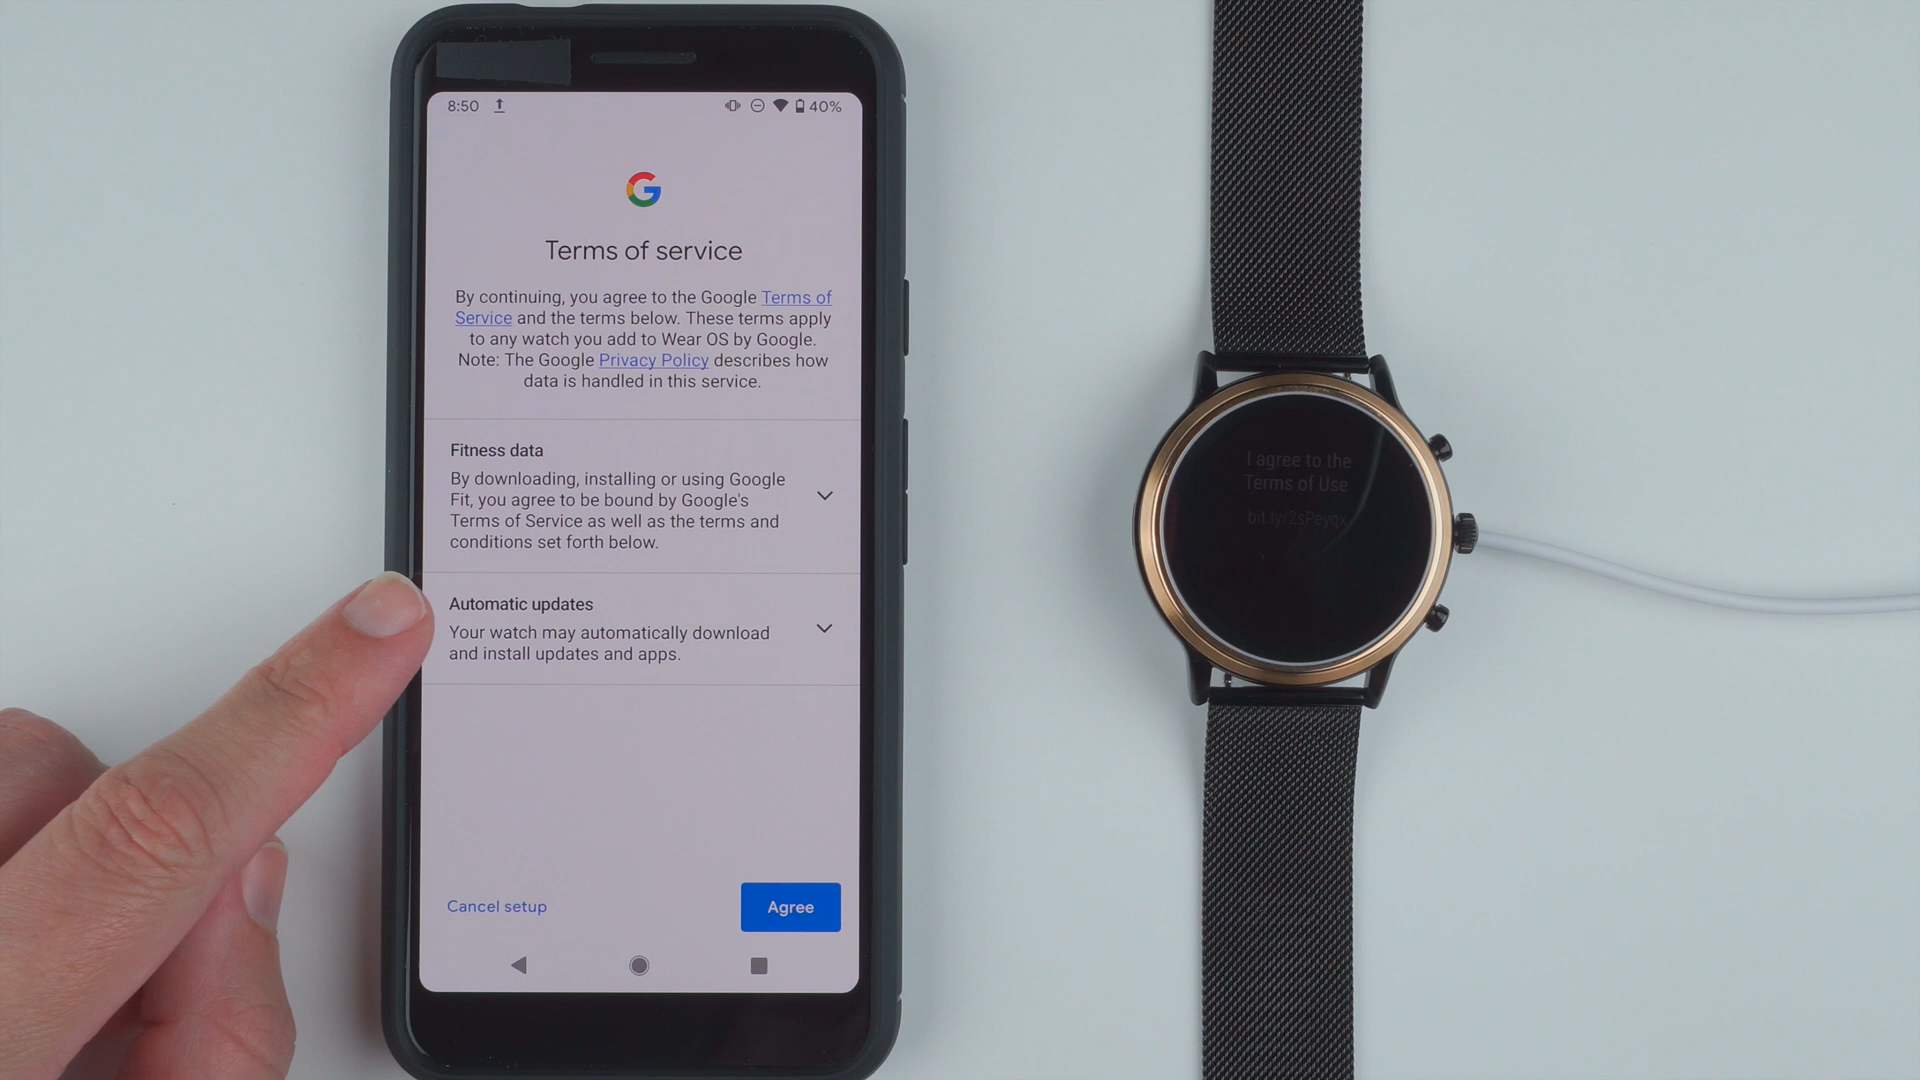 8:50
40%
G
Terms of service
By continuing, you agree to the Google Terms of
Service and the terms below. These terms apply
to any watch you add to Wear OS by Google.
Note: The Google Privacy Policy describes how
data is handled in this service.
Fitness data
By downloading, installing or using Google
Fit, you agree to be bound by Google's
Terms of Service as well as the terms and
conditions set forth below.
Automatic updates
Your watch may automatically download
and install updates and apps.
Cancel setup
Agree
I agree to the
Terms of Use
bit.ly/2sPeyqx